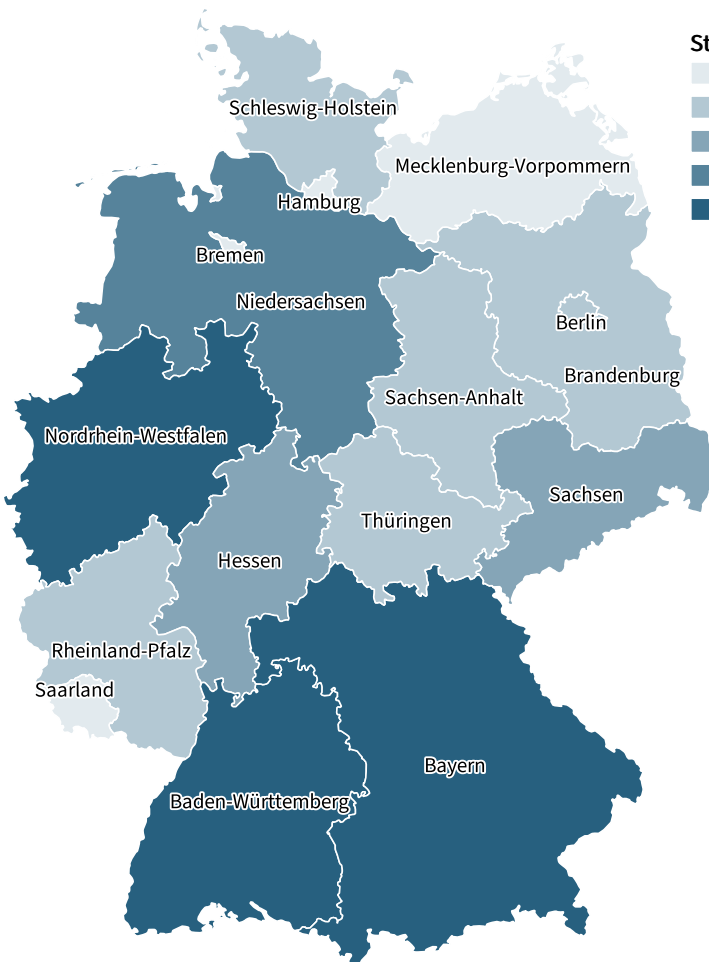 St
Schleswig-Holstein
Mecklenburg-Vorpommern
Hamburg
Bremen
Niedersachsen
Berlin
Brandenburg
Sachsen-Anhalt
Nordrhein-Westfalen
Sachsen
Thüringen
Hessen
Rheinland-Pfalz
Saarland
Bayern
Baden-Württemberg